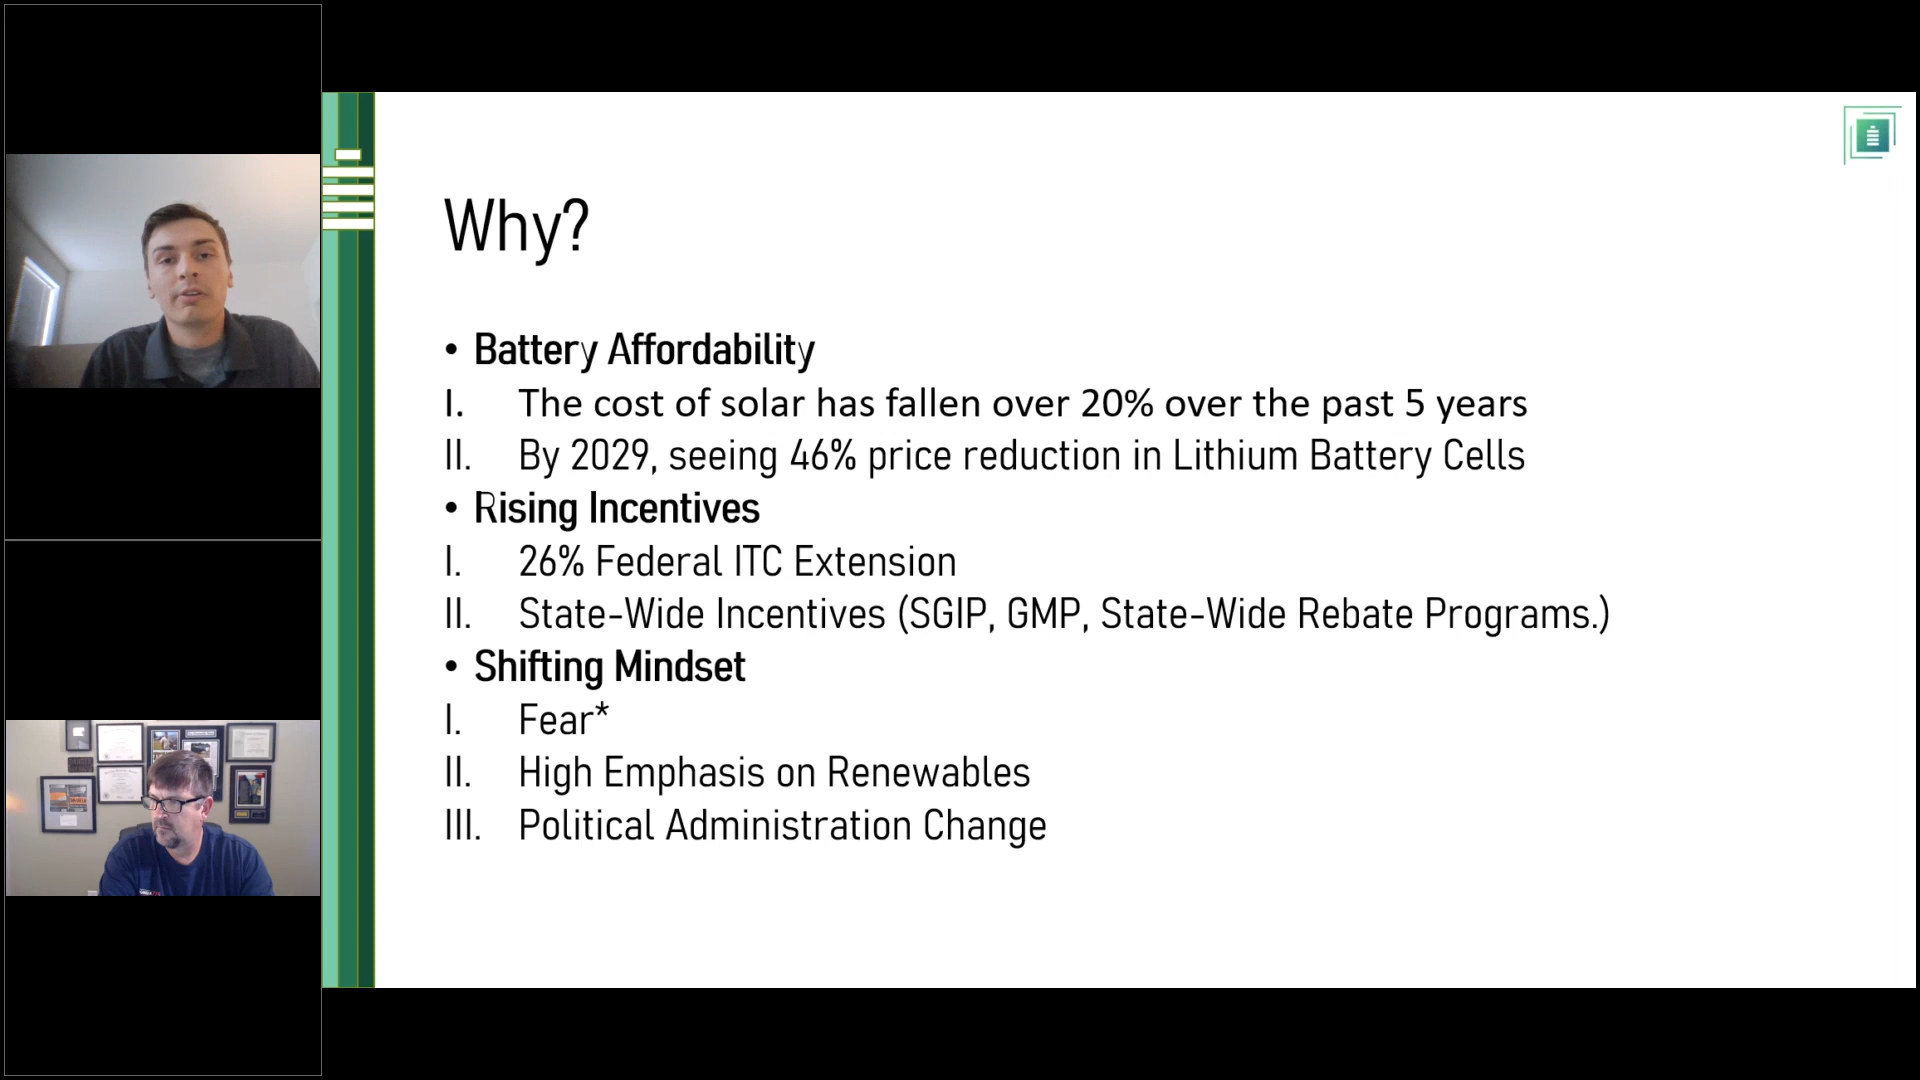 Why?
• Battery Affordability
I. The cost of solar has fallen over 20% over the past 5 years
II. By 2029, seeing 46% price reduction in Lithium Battery Cells
• Rising Incentives
I. 26% Federal ITC Extension
II. State-Wide Incentives (SGIP, GMP, State-Wide Rebate Programs.)
• Shifting Mindset
I. Fear*
II. High Emphasis on Renewables
III. Political Administration Change